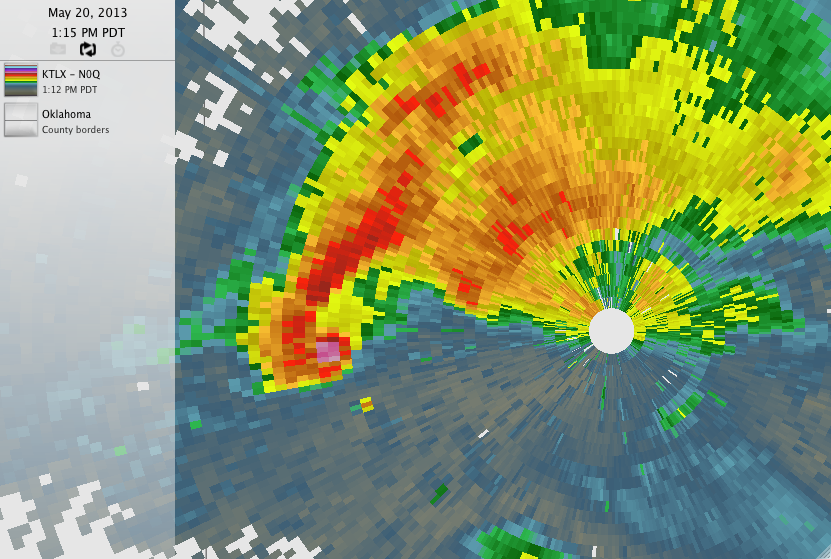 May 20, 2013
1:15 PM PDT
KTLX – N0Q
1:12 PM PDT
Oklahoma
County borders